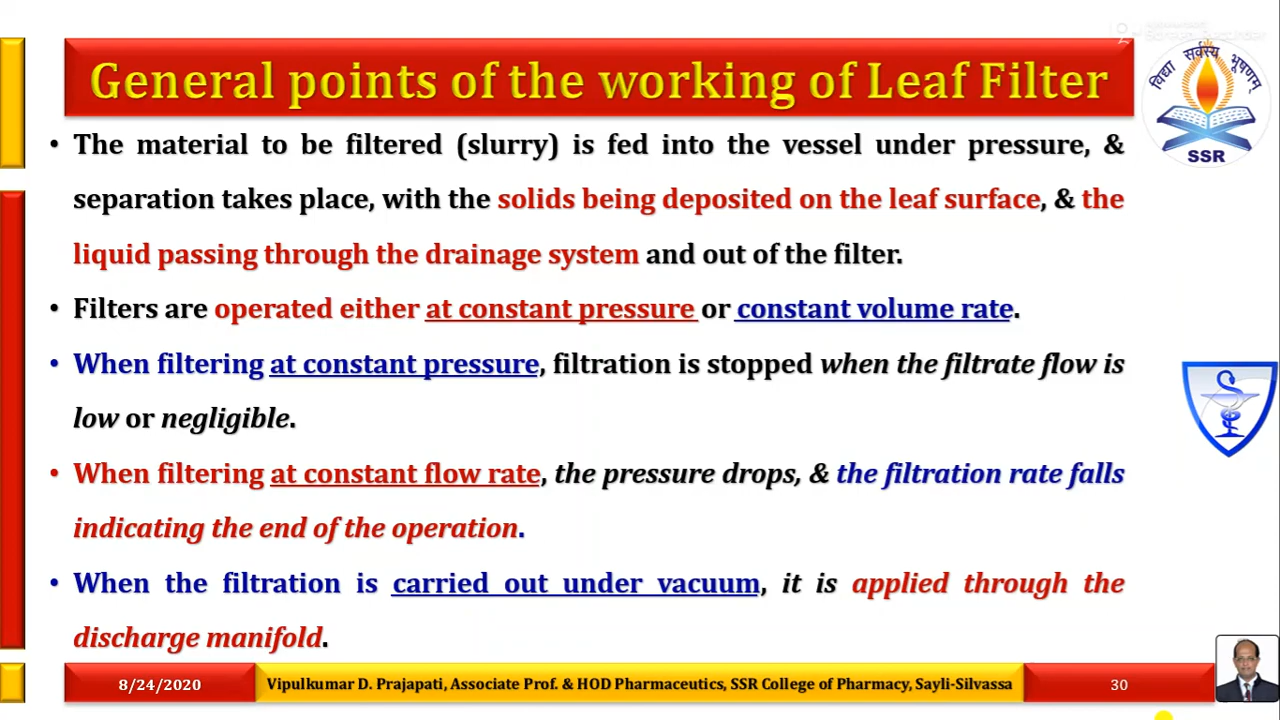 General points of the working of Leaf Filter
विद्या सर्वस्य भूषणम्
SSR
• The material to be filtered (slurry) is fed into the vessel under pressure, &
separation takes place, with the solids being deposited on the leaf surface, & the
liquid passing through the drainage system and out of the filter.
• Filters are operated either at constant pressure or constant volume rate.
• When filtering at constant pressure, filtration is stopped when the filtrate flow is
low or negligible.
• When filtering at constant flow rate, the pressure drops, & the filtration rate falls
indicating the end of the operation.
• When the filtration is carried out under vacuum, it is applied through the
discharge manifold.
8/24/2020
Vipulkumar D. Prajapati, Associate Prof. & HOD Pharmaceutics, SSR College of Pharmacy, Sayli-Silvassa
30